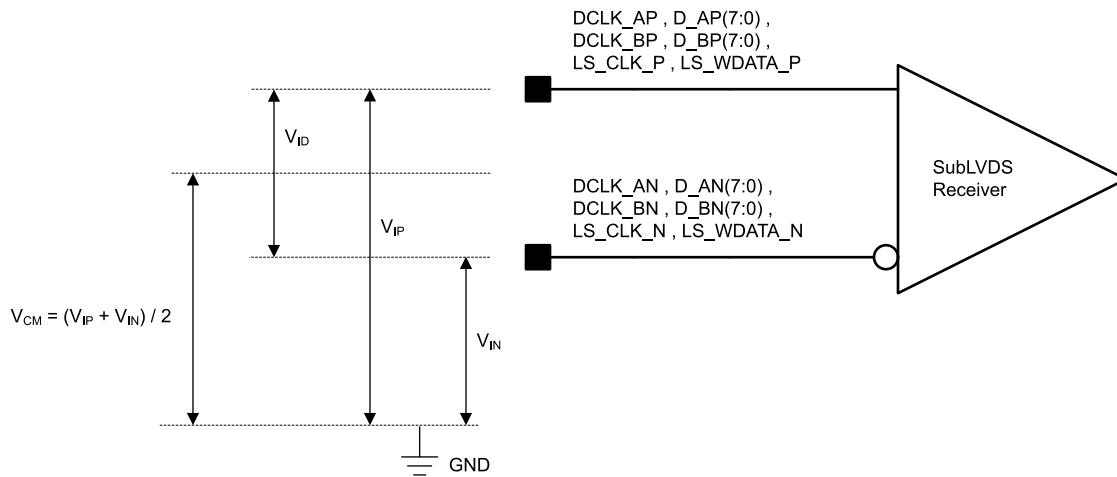 DCLK_AP , D_AP(7:0) ,
DCLK_BP , D_BP(7:0) ,
LS_CLK_P , LS_WDATA_P
VID
SubLVDS
Receiver
DCLK_AN , D_AN(7:0) ,
DCLK_BN , D_BN(7:0) ,
LS_CLK_N , LS_WDATA_N
VIP
VCM = (VIP + VIN) / 2
VIN
GND